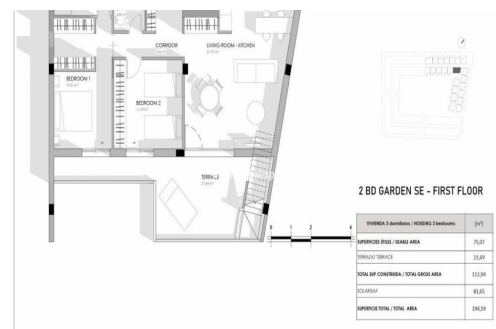 CORRIDOR
LIVING ROOM - KITCHEN
BEDROOM 1
BEDROOM 2
TERRAZA
0 1 2 4
2 BD GARDEN SE - FIRST FLOOR
VIVIENDA 2 dormitorios / HOUSING 2 bedrooms (m²)
SUPERFICIES ÚTILES / USEABLE AREA 75,07
TERRAZA/ TERRACE 21,69
TOTAL SUP CONSTRUIDA / TOTAL GROSS AREA 112,94
SOLARIUM 81,65
SUPERFICIE TOTAL / TOTAL AREA 194,59